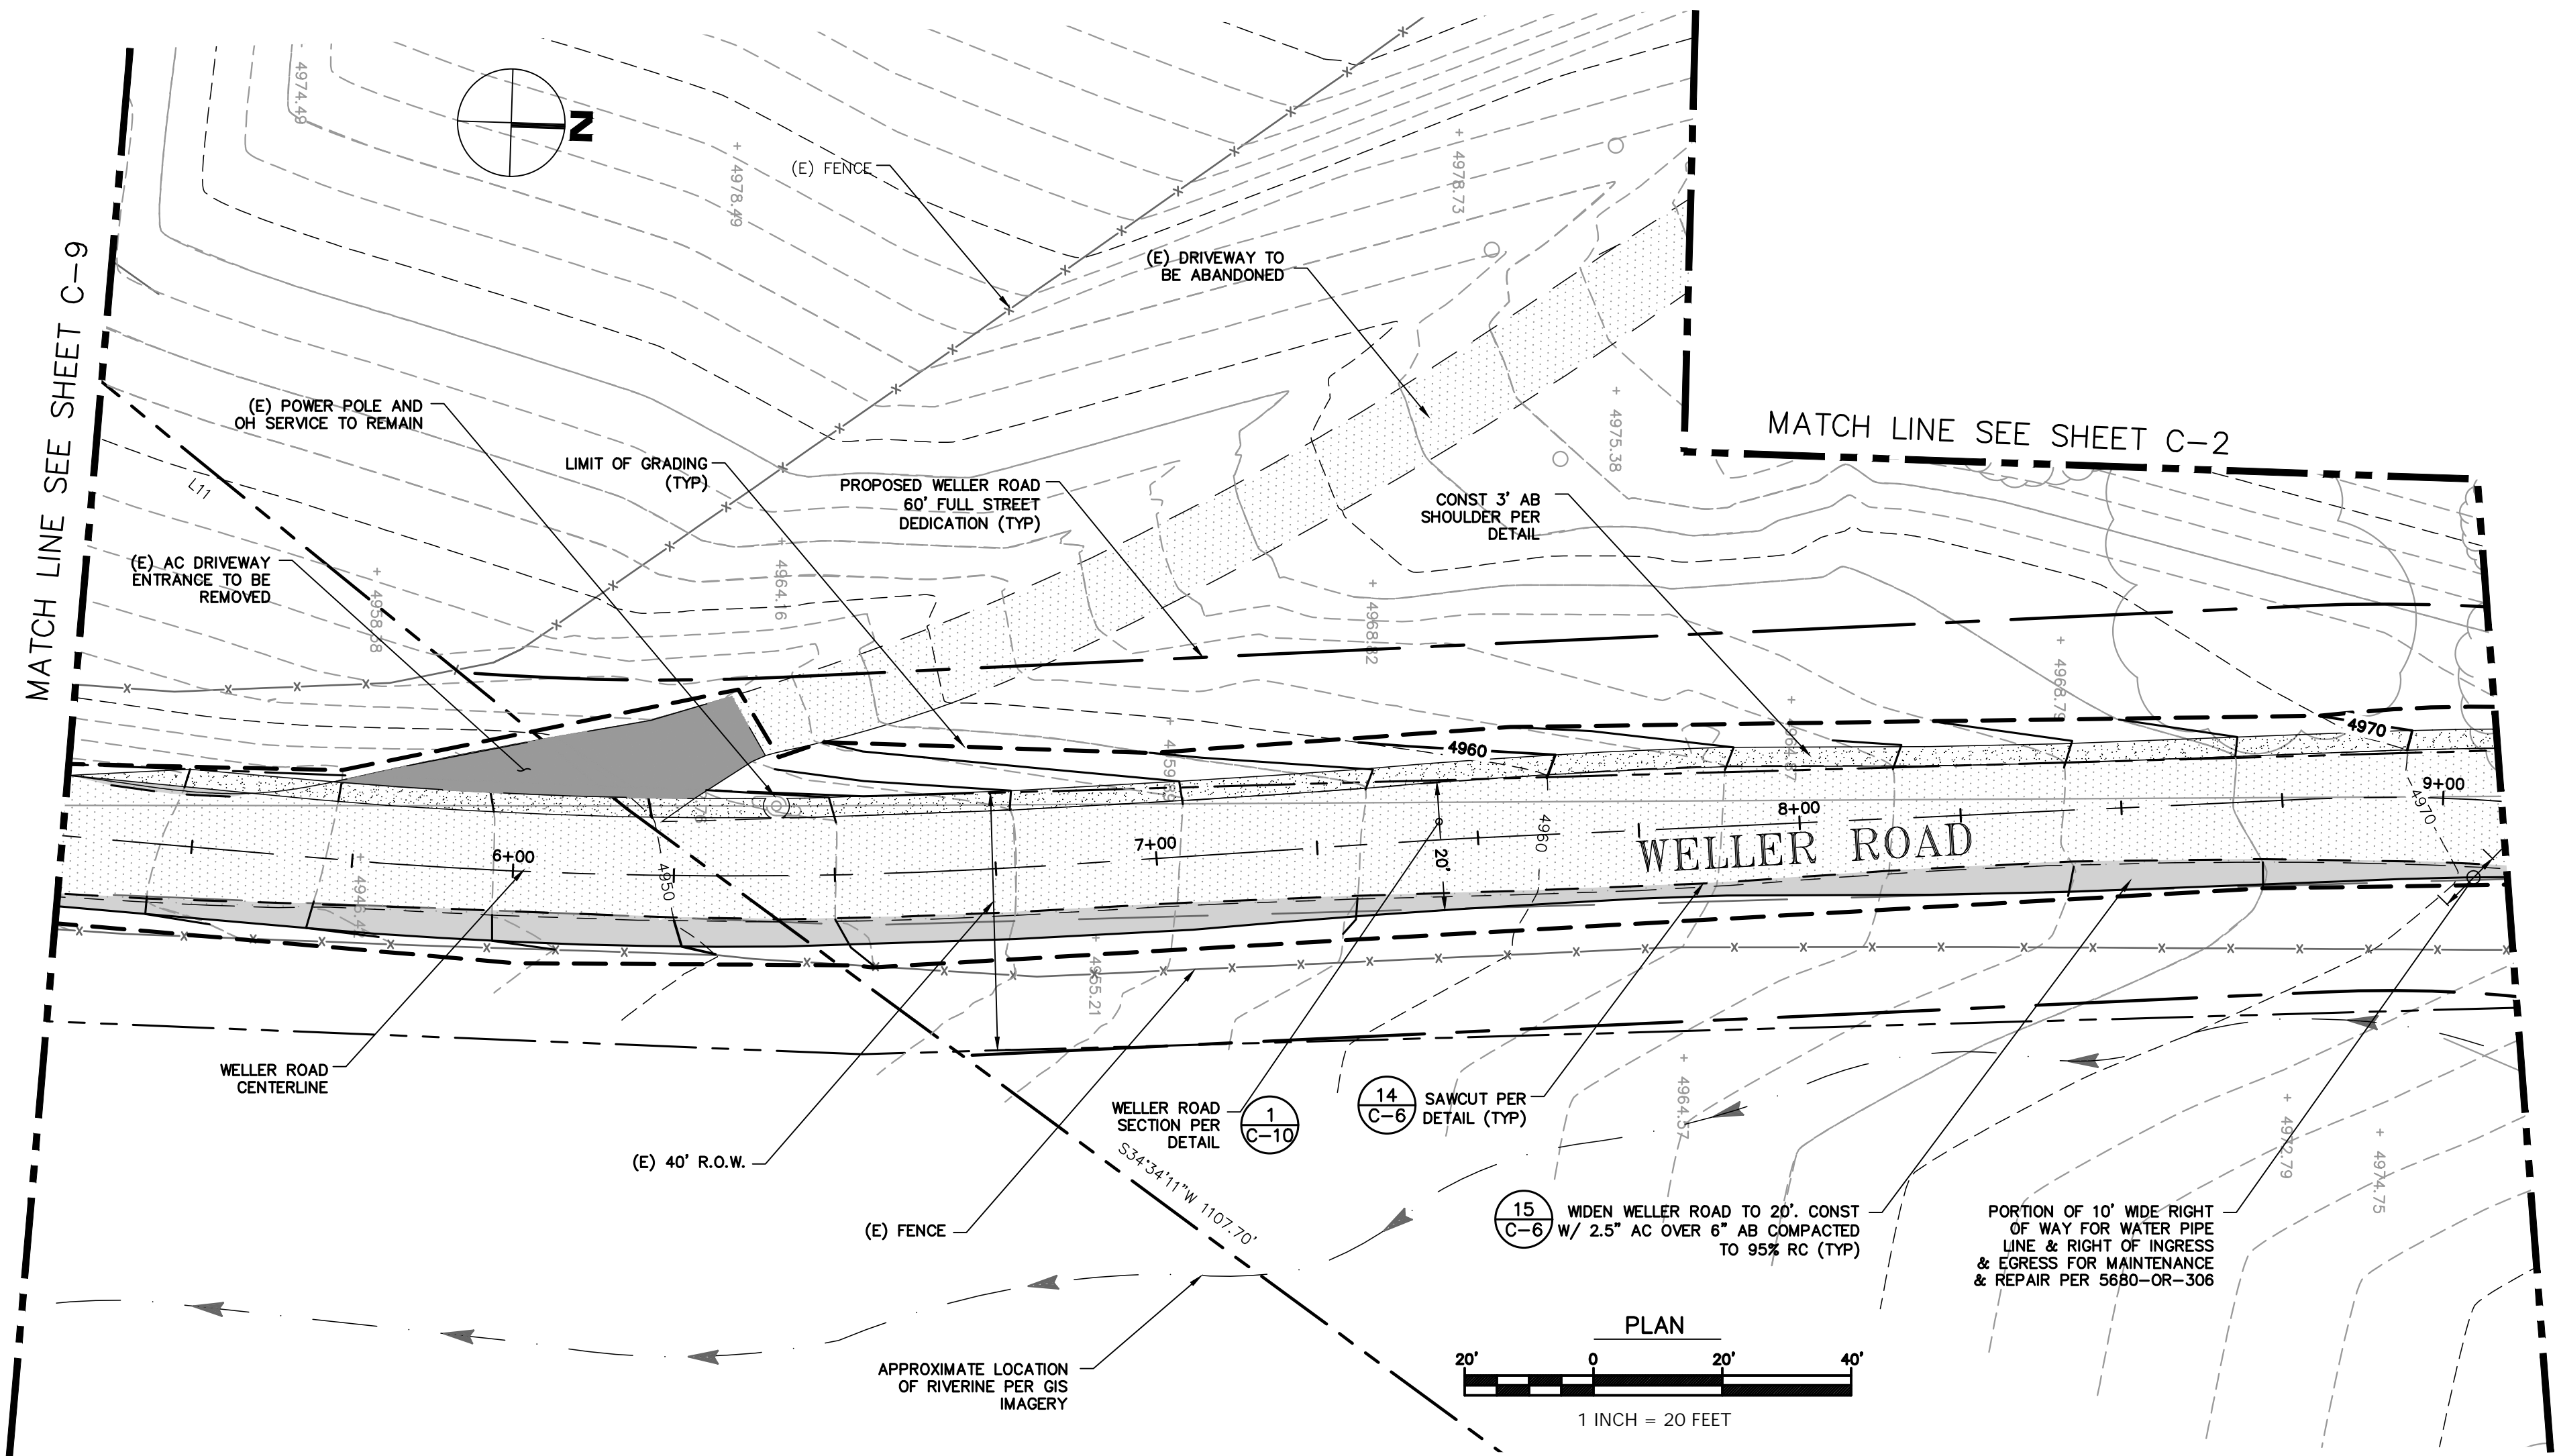 MATCH LINE SEE SHEET C-9
4974.49
N
4978.49
(E) FENCE
4978.73
(E) DRIVEWAY TO
BE ABANDONED
MATCH LINE SEE SHEET C-2
4975.38
(E) POWER POLE AND
OH SERVICE TO REMAIN
L11
LIMIT OF GRADING
(TYP)
PROPOSED WELLER ROAD
60' FULL STREET
DEDICATION (TYP)
CONST 3' AB
SHOULDER PER
DETAIL
(E) AC DRIVEWAY
ENTRANCE TO BE
REMOVED
4964.16
4968.82
4968.79
4960
4970
6+00
7+00
8+00
9+00
4950
4960
4970
20'
WELLER ROAD
4955.21
WELLER ROAD
CENTERLINE
(E) 40' R.O.W.
(E) FENCE
WELLER ROAD
SECTION PER
DETAIL
1
C-10
14
C-6
SAWCUT PER
DETAIL (TYP)
4964.57
4972.79
4974.75
S34°34'11"W 1107.70'
15
C-6
WIDEN WELLER ROAD TO 20'. CONST
W/ 2.5" AC OVER 6" AB COMPACTED
TO 95% RC (TYP)
PORTION OF 10' WIDE RIGHT
OF WAY FOR WATER PIPE
LINE & RIGHT OF INGRESS
& EGRESS FOR MAINTENANCE
& REPAIR PER 5680-OR-306
APPROXIMATE LOCATION
OF RIVERINE PER GIS
IMAGERY
PLAN
20' 0 20' 40'
1 INCH = 20 FEET